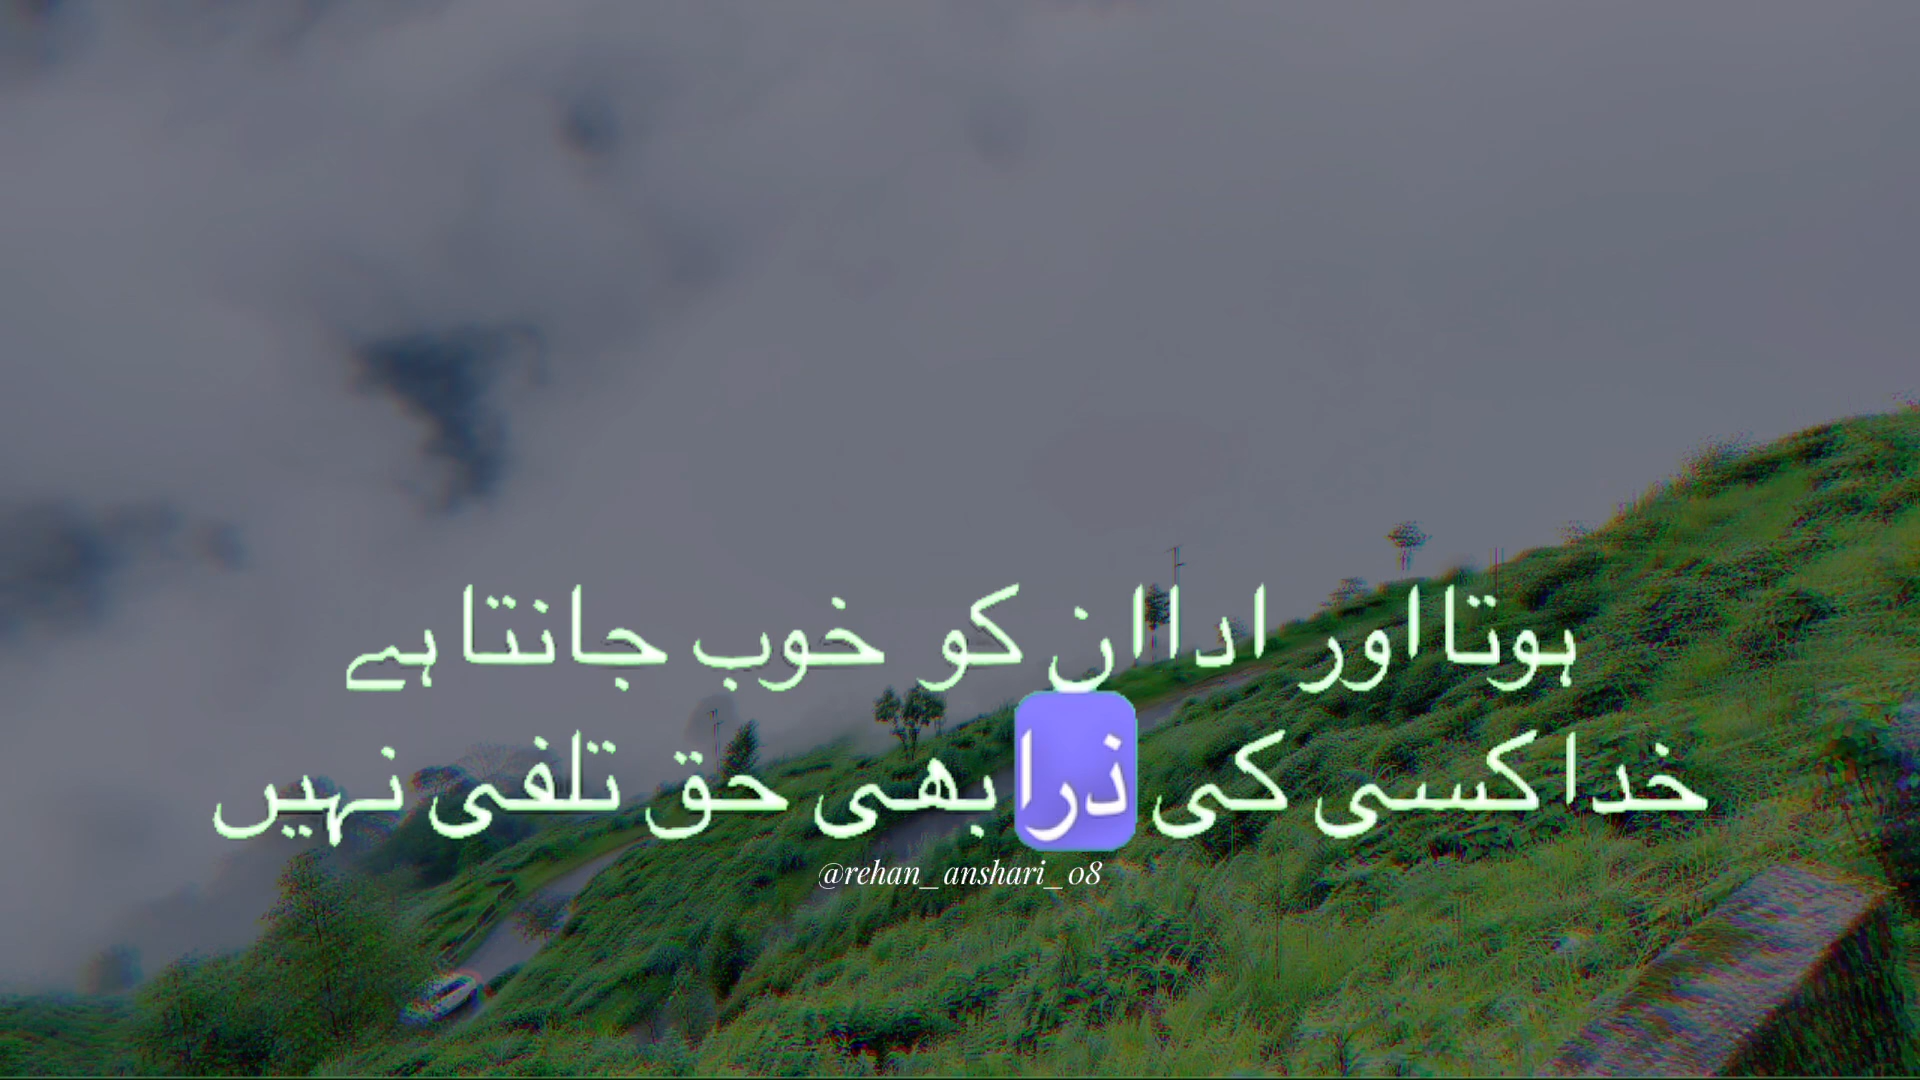 ہوتا اور ادا ان کو خوب جانتا ہے
خدا کسی کی ذرا بھی حق تلفی نہیں
@rehan_anshari_08